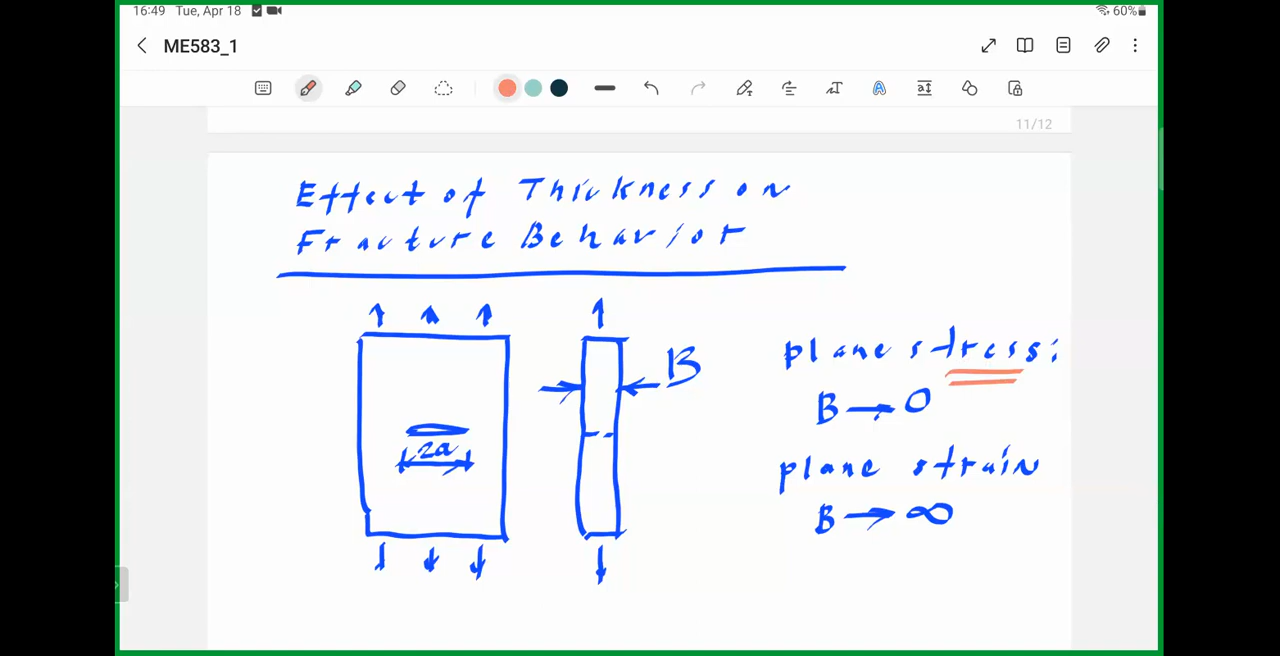 16:49 Tue, Apr 18 60%
ME583_1
11/12
Effect of Thickness on
Fracture Behavior
B
plane stress:
B → 0
2a
plane strain
B → ∞